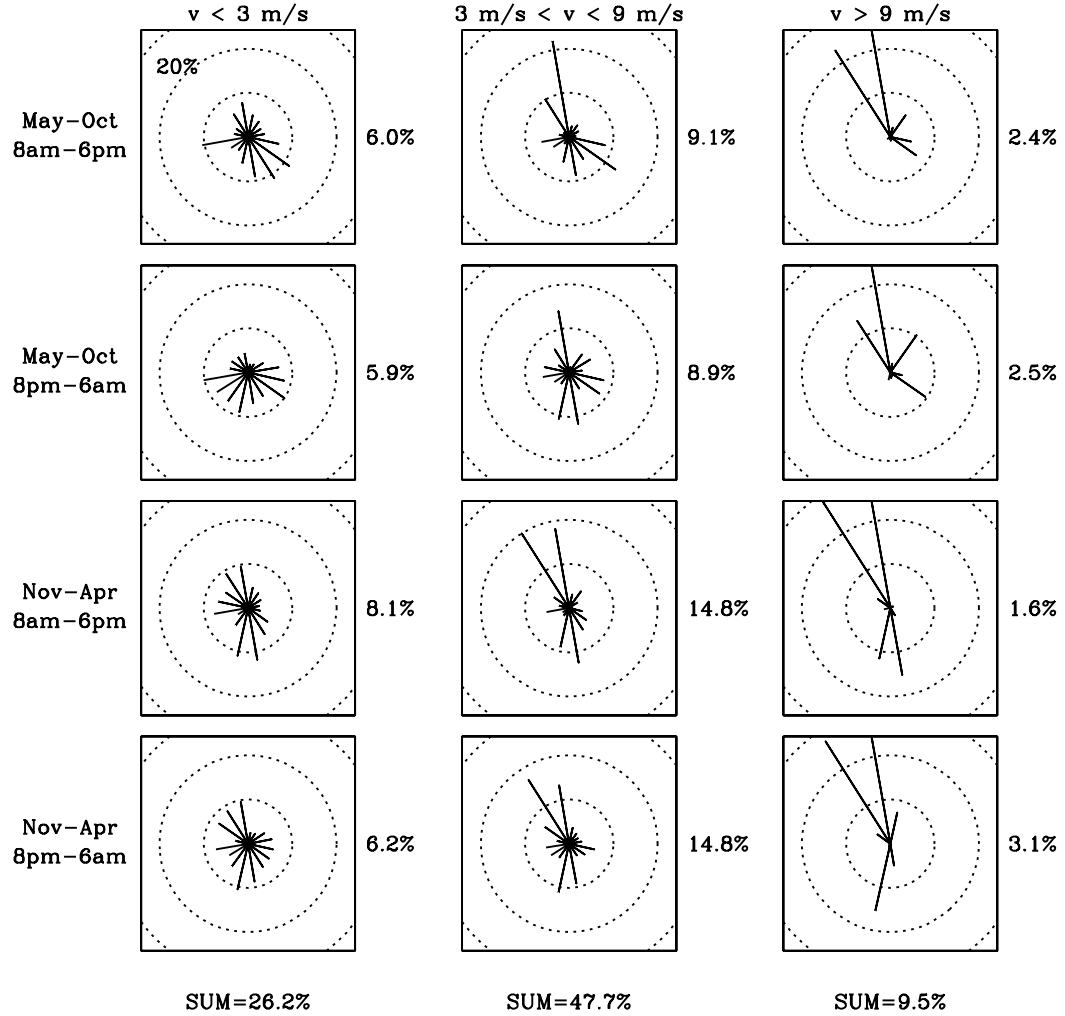 v < 3 m/s
3 m/s < v < 9 m/s
v > 9 m/s
20%
May-Oct
8am-6pm
6.0%
9.1%
2.4%
May-Oct
8pm-6am
5.9%
8.9%
2.5%
Nov-Apr
8am-6pm
8.1%
14.8%
1.6%
Nov-Apr
8pm-6am
6.2%
14.8%
3.1%
SUM=26.2%
SUM=47.7%
SUM=9.5%